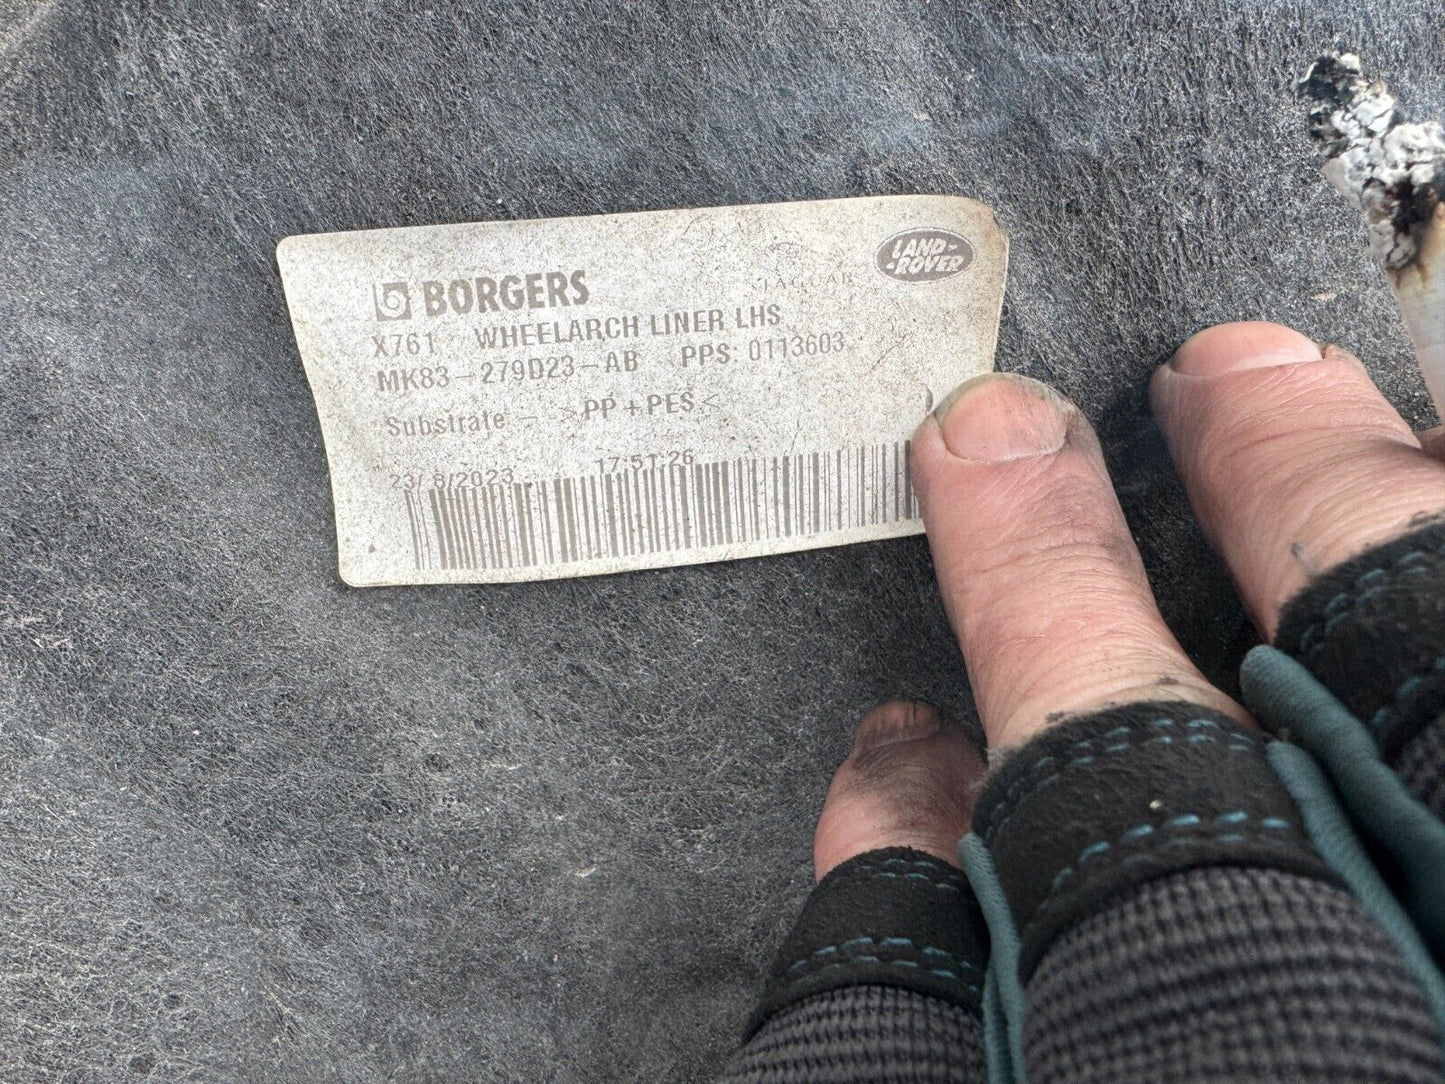 BORGERS
JAGUAR
LAND-
-ROVER
X761 WHEELARCH LINER LHS
MK83-279D23-AB PPS: 0113603
Substrate - >PP+PES<
23/ 8/2023 17:51:26